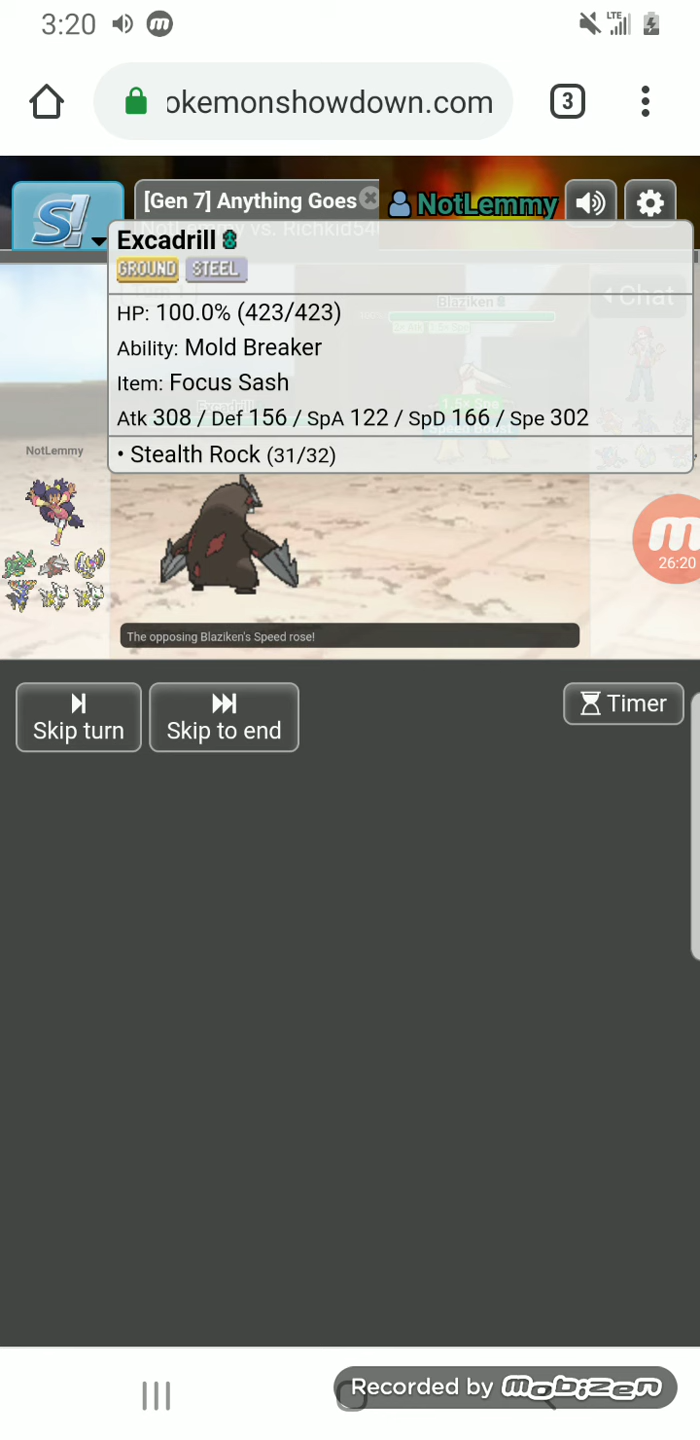 3:20
LTE
okemonshowdown.com
3
[Gen 7] Anything Goes
NotLemmy
Excadrill
GROUND STEEL
HP: 100.0% (423/423)
Blaziken
Chat
Ability: Mold Breaker
Item: Focus Sash
Atk 308 / Def 156 / SpA 122 / SpD 166 / Spe 302
NotLemmy
• Stealth Rock (31/32)
26:20
The opposing Blaziken's Speed rose!
Skip turn
Skip to end
Timer
Recorded by mobizen